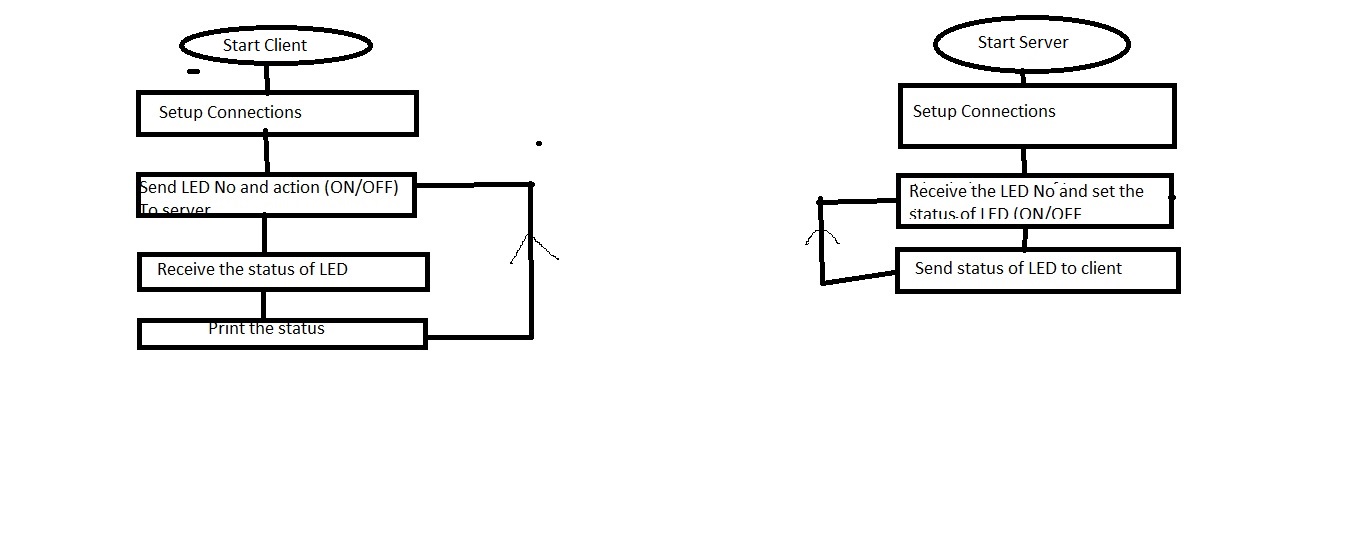 Start Client
Setup Connections
Send LED No and action (ON/OFF)
To server
Receive the status of LED
Print the status
Start Server
Setup Connections
Receive the LED No and set the
status of LED (ON/OFF
Send status of LED to client